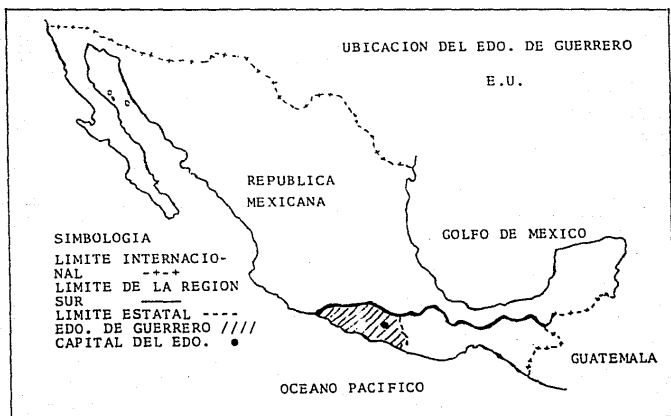 UBICACION DEL EDO. DE GUERRERO
E.U.
REPUBLICA
MEXICANA
GOLFO DE MEXICO
SIMBOLOGIA
LIMITE INTERNACIO-
NAL -+-+
LIMITE DE LA REGION
SUR ——
LIMITE ESTATAL ----
EDO. DE GUERRERO ////
CAPITAL DEL EDO. ●
GUATEMALA
OCEANO PACIFICO